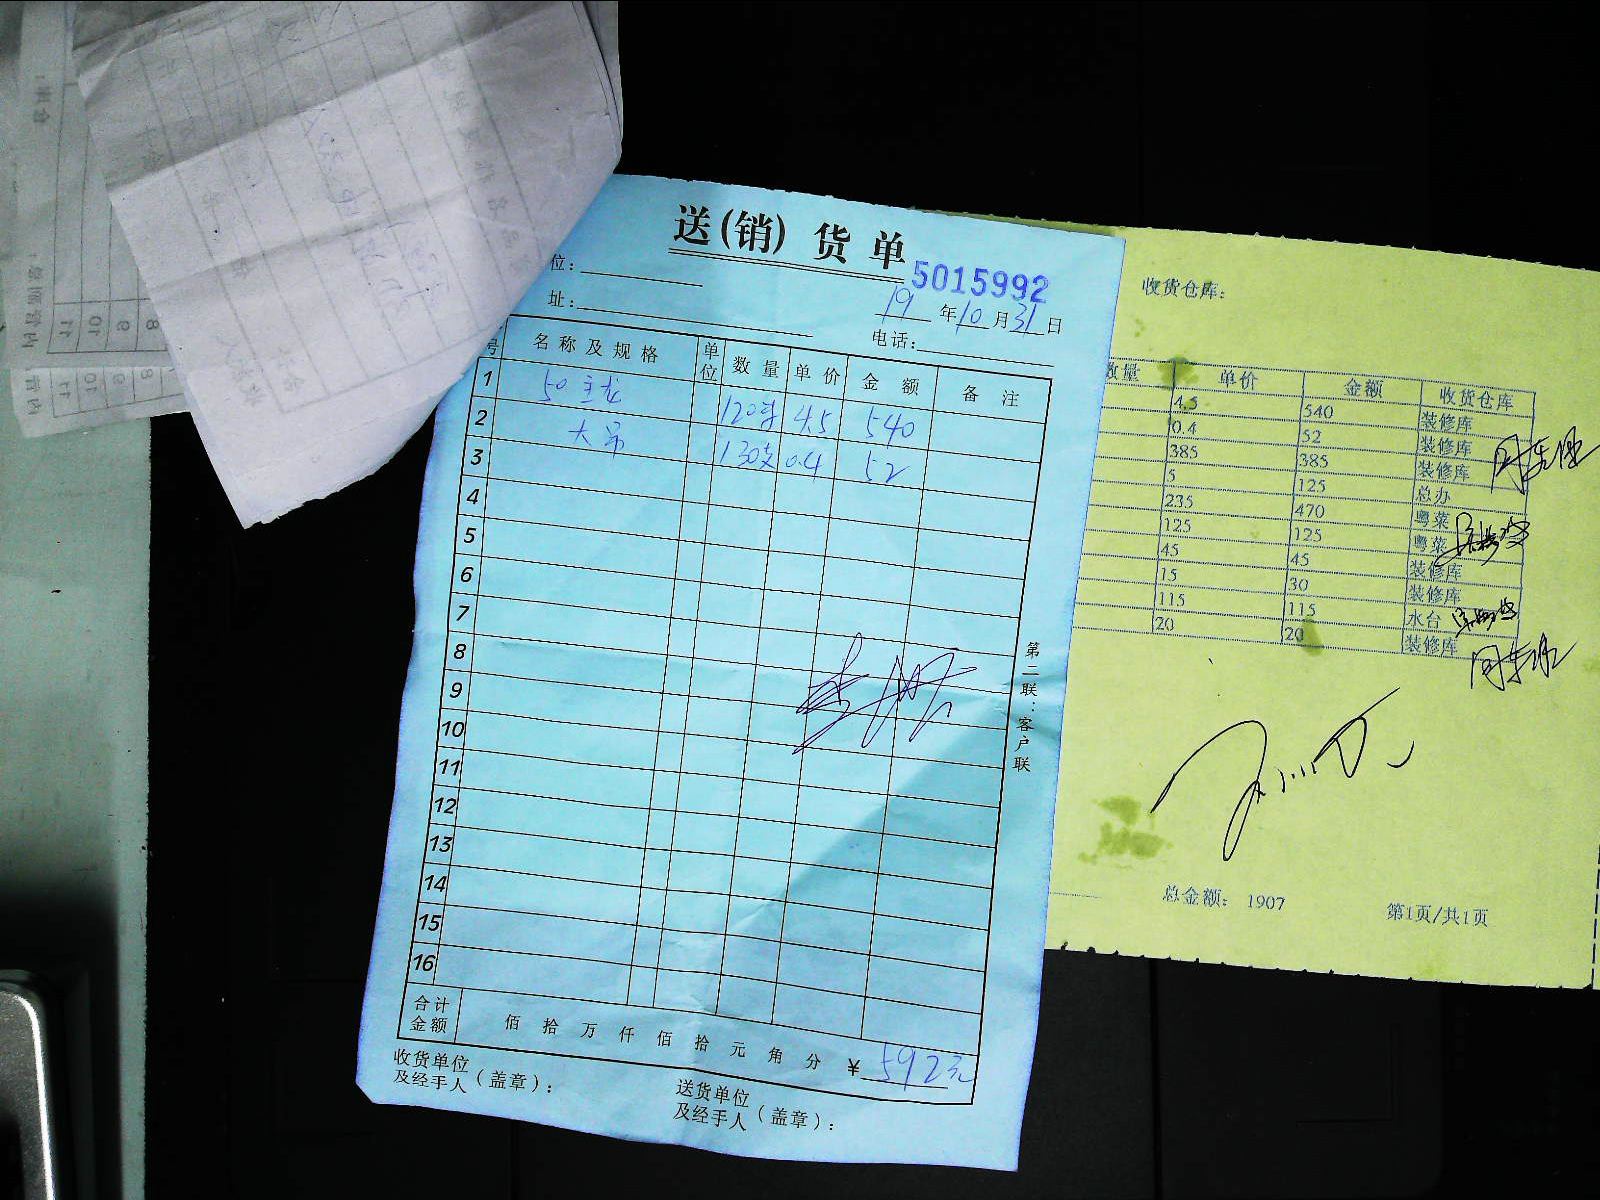 送(销)货单
5015992
位:
19年10月31日
址:
电话:
号 名称及规格 单位 数量 单价 金额 备注
1 50主龙 120 4.5 540
2 大吊 130支 0.4 52
3
4
5
6
7
8
9
10
11
12
13
14
15
16
第二联:客户联
合计金额 佰拾万仟佰拾元角分 ¥592元
收货单位及经手人(盖章):
送货单位及经手人(盖章):
收货仓库:
数量 单价 金额 收货仓库
4.5 540 装修库
0.4 52 装修库
385 385 装修库
5 125 总办
235 470 粤菜
125 125 粤菜
45 45 装修库
15 30 装修库
115 115 水台
20 20 装修库
总金额: 1907
第1页/共1页